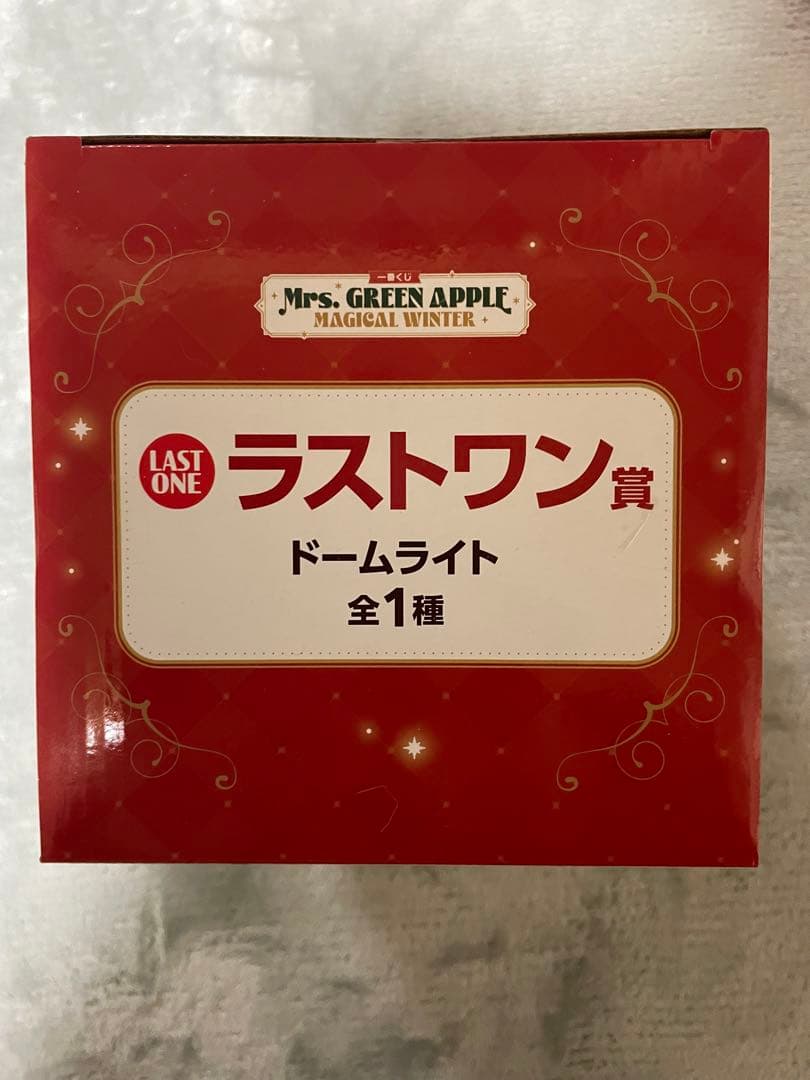 一番くじ
Mrs. GREEN APPLE
MAGICAL WINTER
LAST ONE
ラストワン賞
ドームライト
全1種